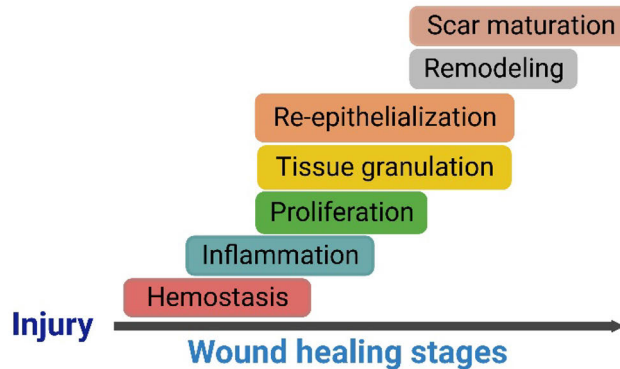 Scar maturation
Remodeling
Re-epithelialization
Tissue granulation
Proliferation
Inflammation
Hemostasis
Injury
Wound healing stages